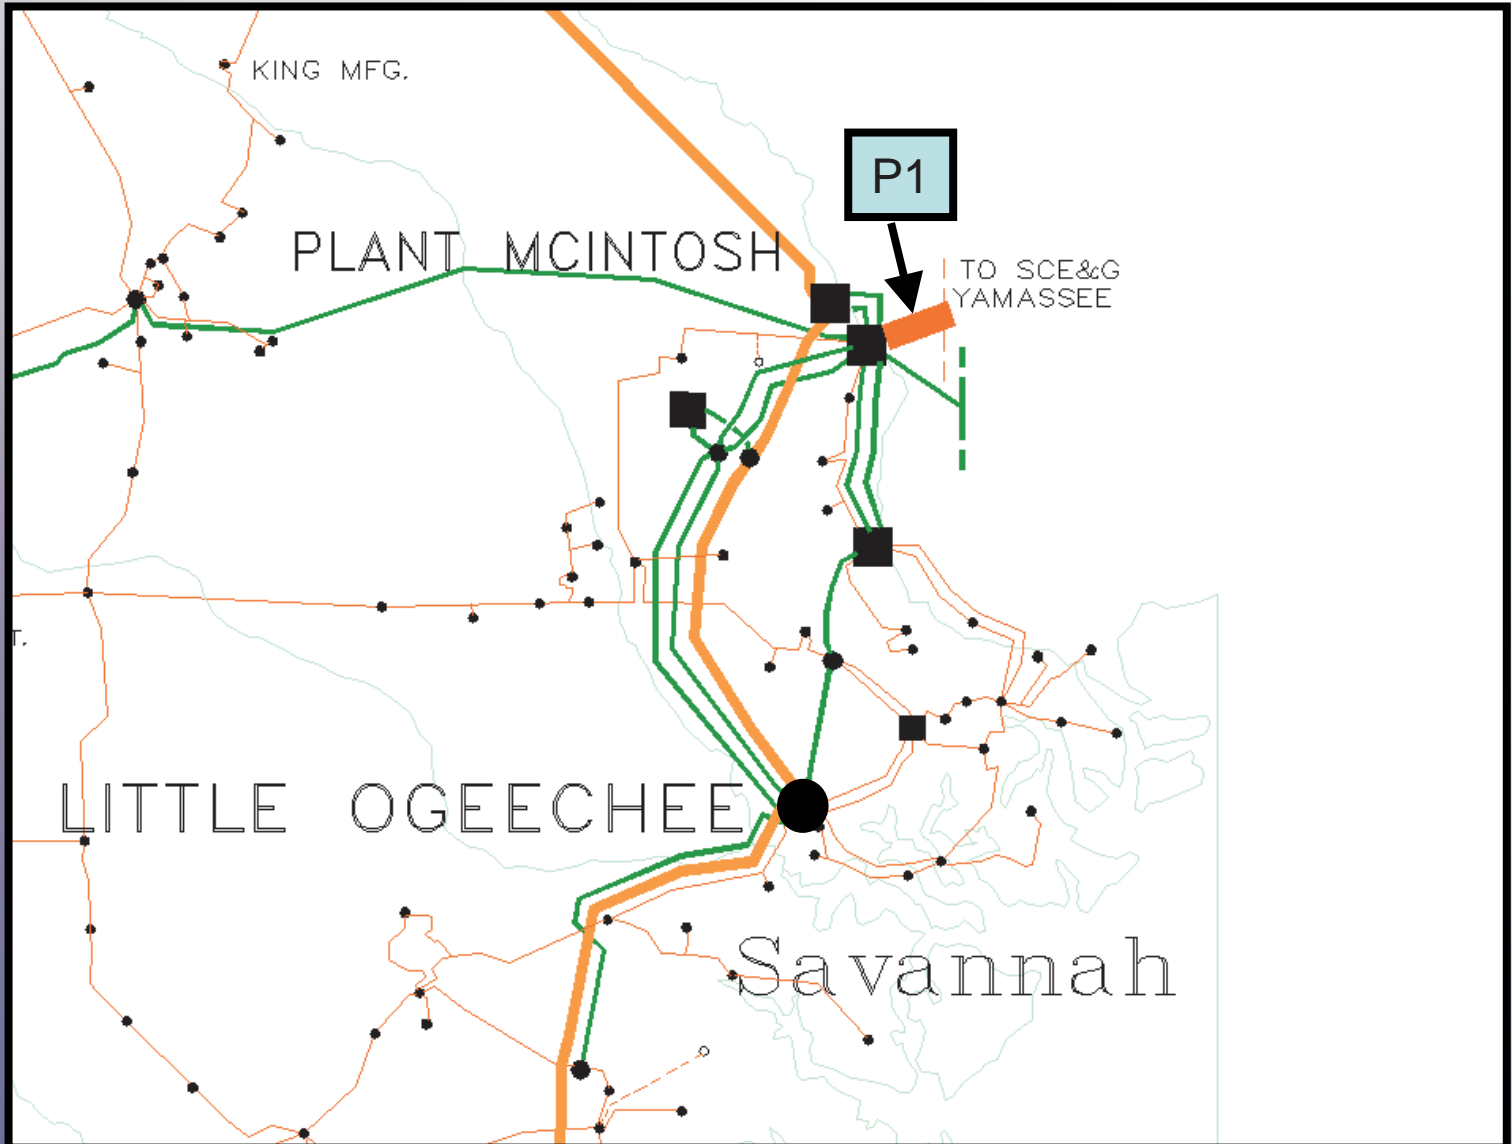 KING MFG.
P1
PLANT MCINTOSH
TO SCE&G
YAMASSEE
T.
LITTLE OGEECHEE
Savannah